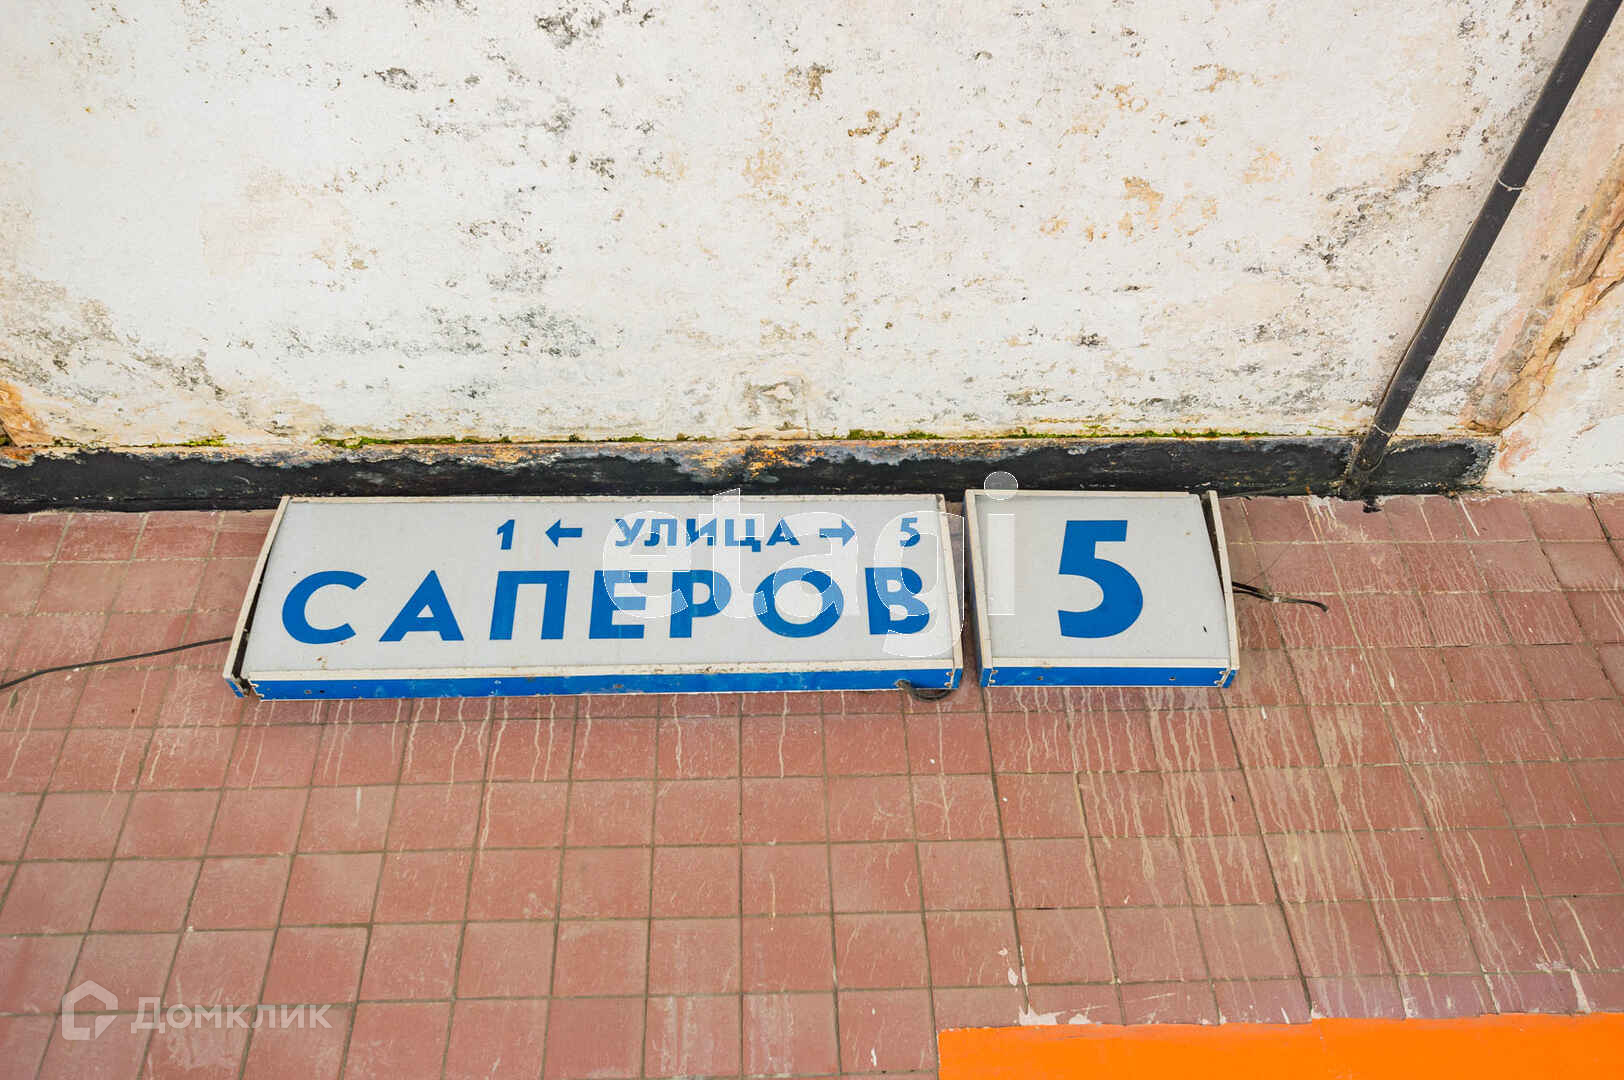 1 ← УЛИЦА → 5
САПЕРОВ
5
etagi
Домклик